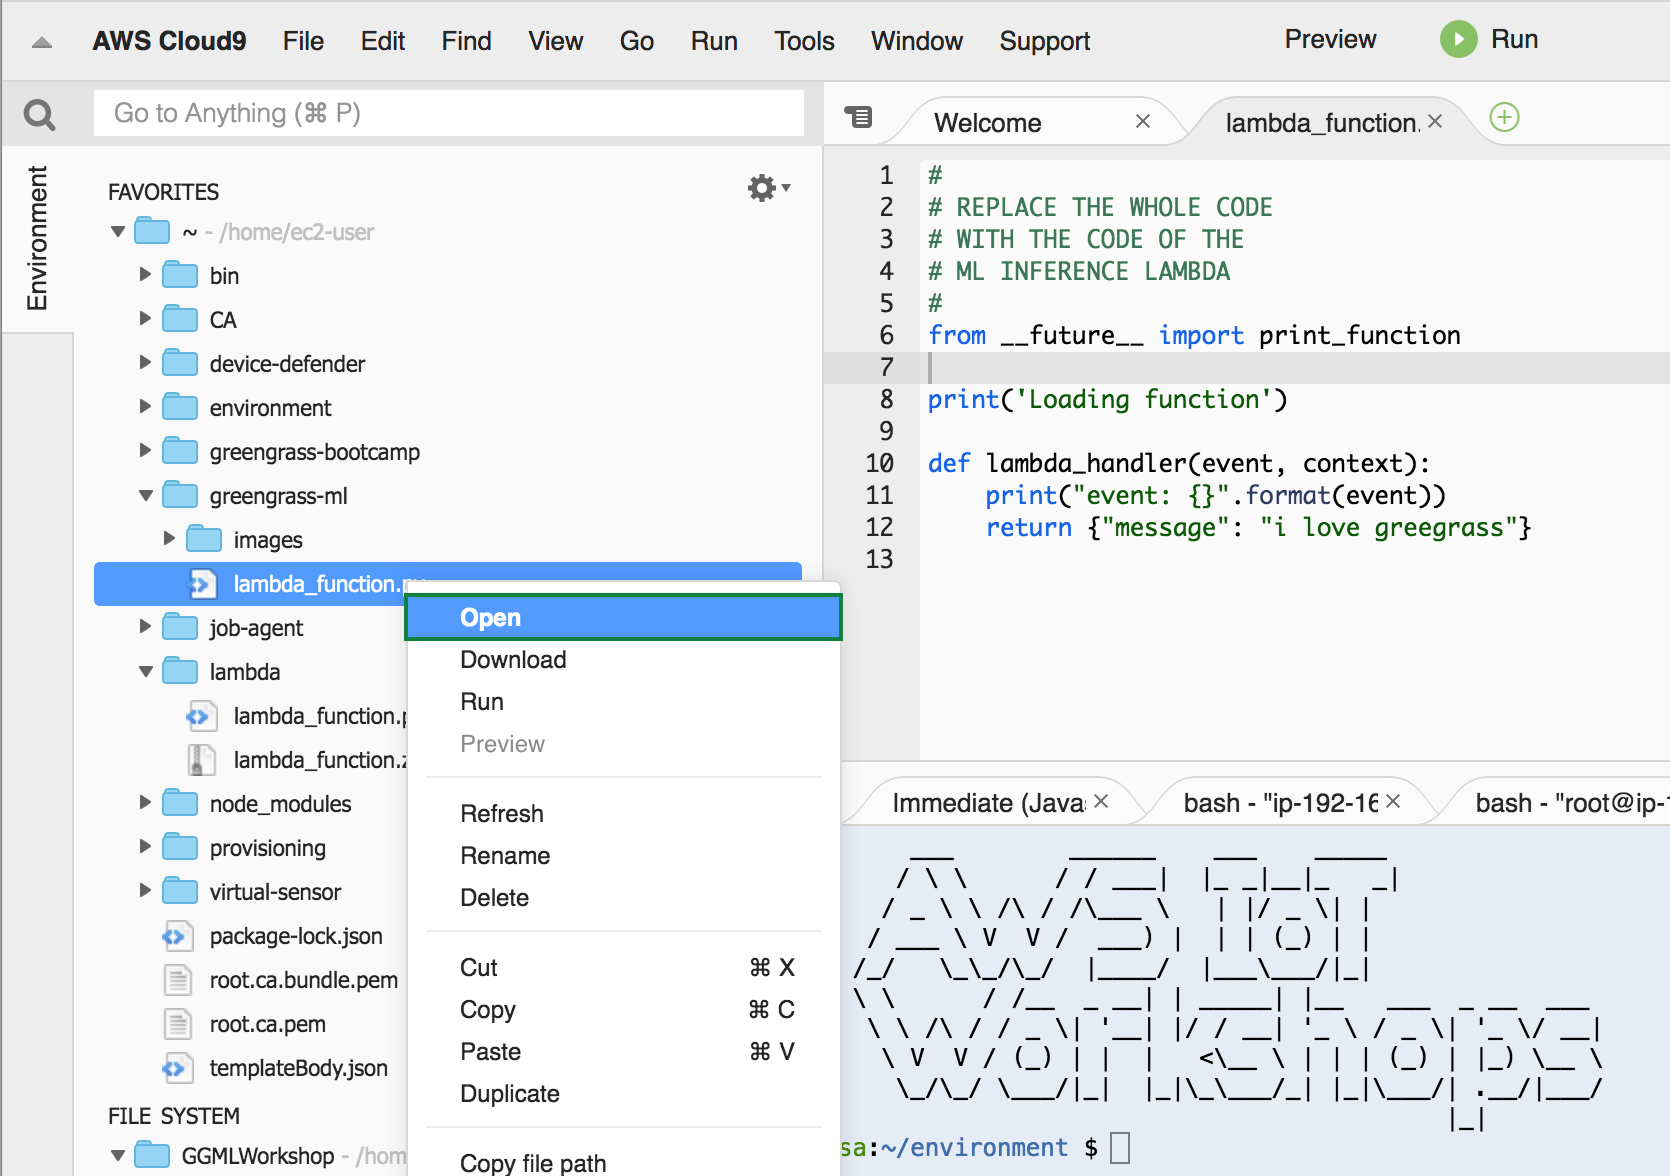 AWS Cloud9 File Edit Find View Go Run Tools Window Support Preview Run
Go to Anything (⌘ P)
Environment
FAVORITES
~ - /home/ec2-user
bin
CA
device-defender
environment
greengrass-bootcamp
greengrass-ml
images
lambda_function.
job-agent
lambda
lambda_function.p
lambda_function.z
node_modules
provisioning
virtual-sensor
package-lock.json
root.ca.bundle.pem
root.ca.pem
templateBody.json
FILE SYSTEM
GGMLWorkshop - /hom
Open
Download
Run
Preview
Refresh
Rename
Delete
Cut ⌘ X
Copy ⌘ C
Paste ⌘ V
Duplicate
Copy file path
Welcome
lambda_function.
1 #
2 # REPLACE THE WHOLE CODE
3 # WITH THE CODE OF THE
4 # ML INFERENCE LAMBDA
5 #
6 from __future__ import print_function
7
8 print('Loading function')
9
10 def lambda_handler(event, context):
11 print("event: {}".format(event))
12 return {"message": "i love greegrass"}
13
Immediate (Javas
bash - "ip-192-16
bash - "root@ip-1
AWS IoT
Workshops
sa:~/environment $